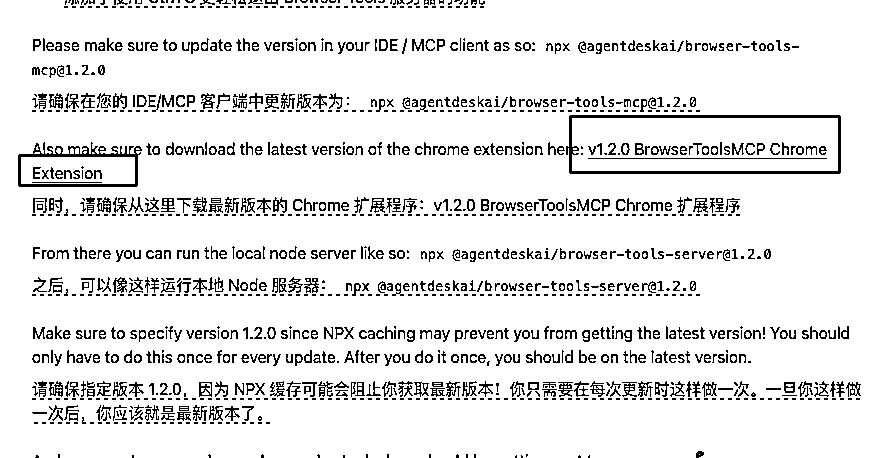 Please make sure to update the version in your IDE / MCP client as so: npx @agentdeskai/browser-tools-
mcp@1.2.0
请确保在您的 IDE/MCP 客户端中更新版本为： npx @agentdeskai/browser-tools-mcp@1.2.0
Also make sure to download the latest version of the chrome extension here: v1.2.0 BrowserToolsMCP Chrome
Extension
同时，请确保从这里下载最新版本的 Chrome 扩展程序：v1.2.0 BrowserToolsMCP Chrome 扩展程序
From there you can run the local node server like so: npx @agentdeskai/browser-tools-server@1.2.0
之后，可以像这样运行本地 Node 服务器： npx @agentdeskai/browser-tools-server@1.2.0
Make sure to specify version 1.2.0 since NPX caching may prevent you from getting the latest version! You should
only have to do this once for every update. After you do it once, you should be on the latest version.
请确保指定版本 1.2.0，因为 NPX 缓存可能会阻止你获取最新版本！你只需要在每次更新时这样做一次。一旦你这样做
一次后，你应该就是最新版本了。